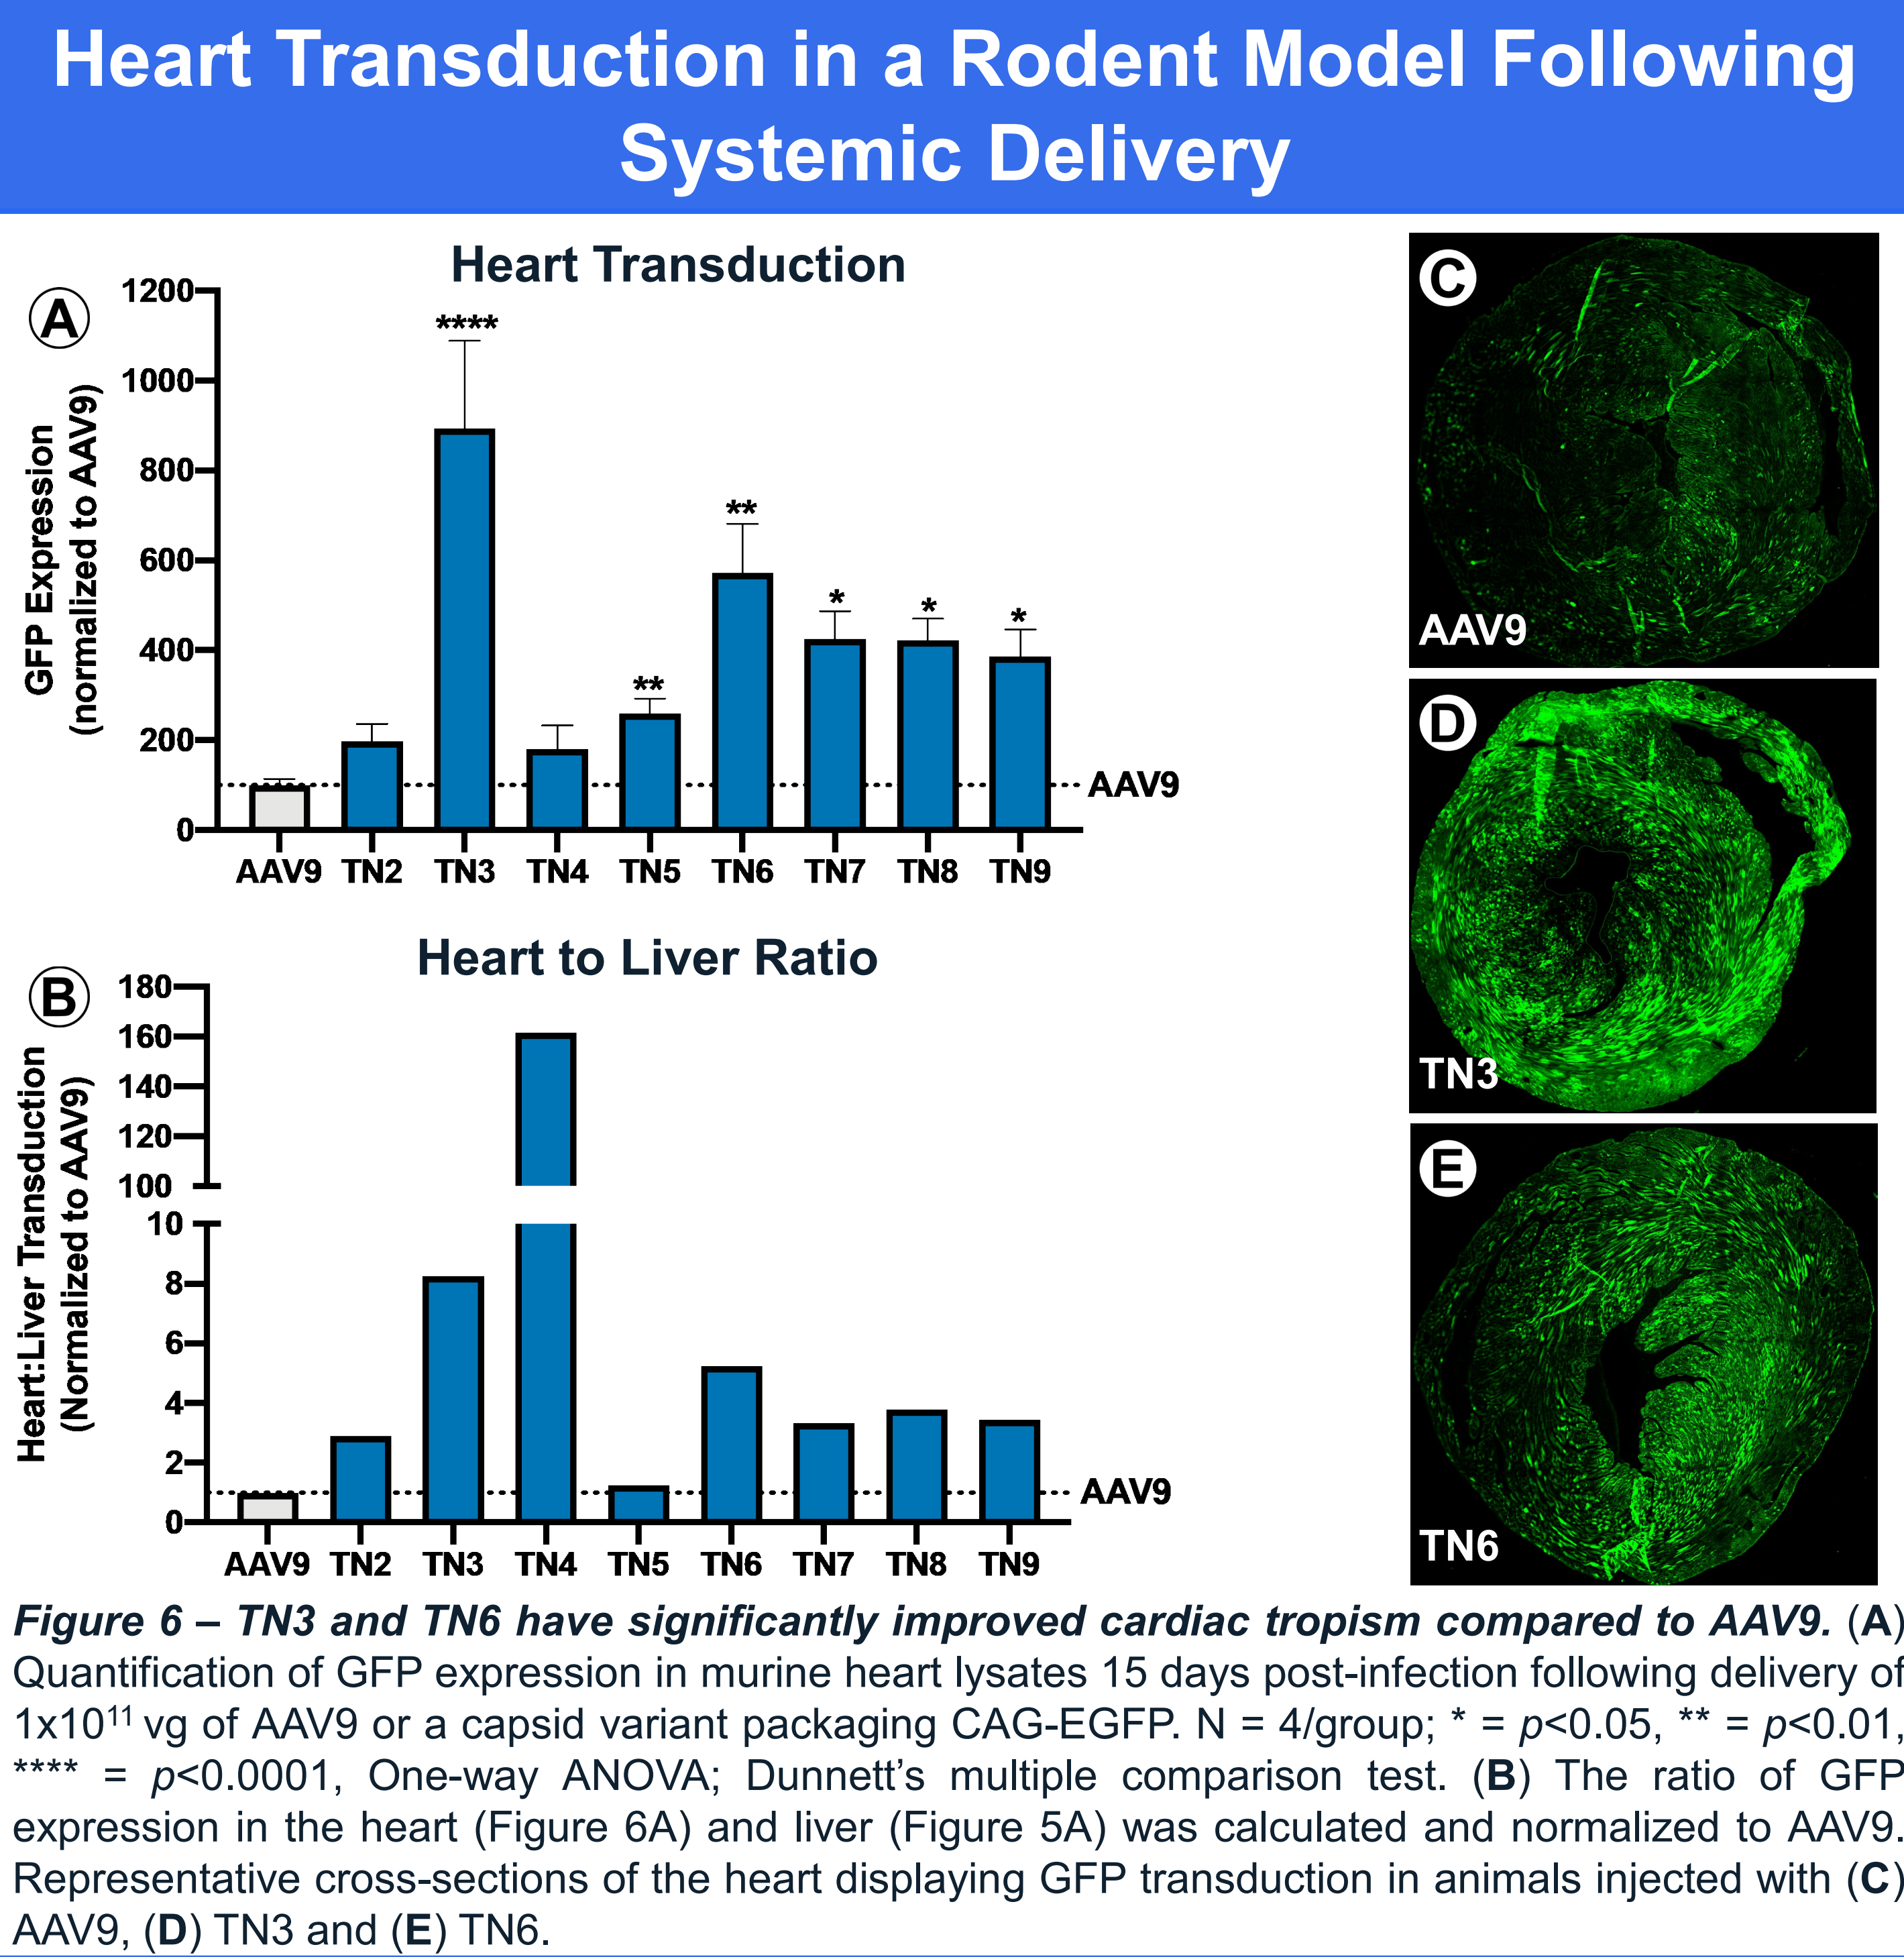 Heart Transduction in a Rodent Model Following
Systemic Delivery
A
Heart Transduction
GFP Expression
(normalized to AAV9)
1200
1000
800
600
400
200
0
****
**
**
*
*
*
AAV9
AAV9 TN2 TN3 TN4 TN5 TN6 TN7 TN8 TN9
B
Heart to Liver Ratio
Heart:Liver Transduction
(Normalized to AAV9)
180
160
140
120
100
10
8
6
4
2
0
AAV9
AAV9 TN2 TN3 TN4 TN5 TN6 TN7 TN8 TN9
C
AAV9
D
TN3
E
TN6
Figure 6 – TN3 and TN6 have significantly improved cardiac tropism compared to AAV9. (A)
Quantification of GFP expression in murine heart lysates 15 days post-infection following delivery of
1x10¹¹ vg of AAV9 or a capsid variant packaging CAG-EGFP. N = 4/group; * = p<0.05, ** = p<0.01,
**** = p<0.0001, One-way ANOVA; Dunnett’s multiple comparison test. (B) The ratio of GFP
expression in the heart (Figure 6A) and liver (Figure 5A) was calculated and normalized to AAV9.
Representative cross-sections of the heart displaying GFP transduction in animals injected with (C)
AAV9, (D) TN3 and (E) TN6.